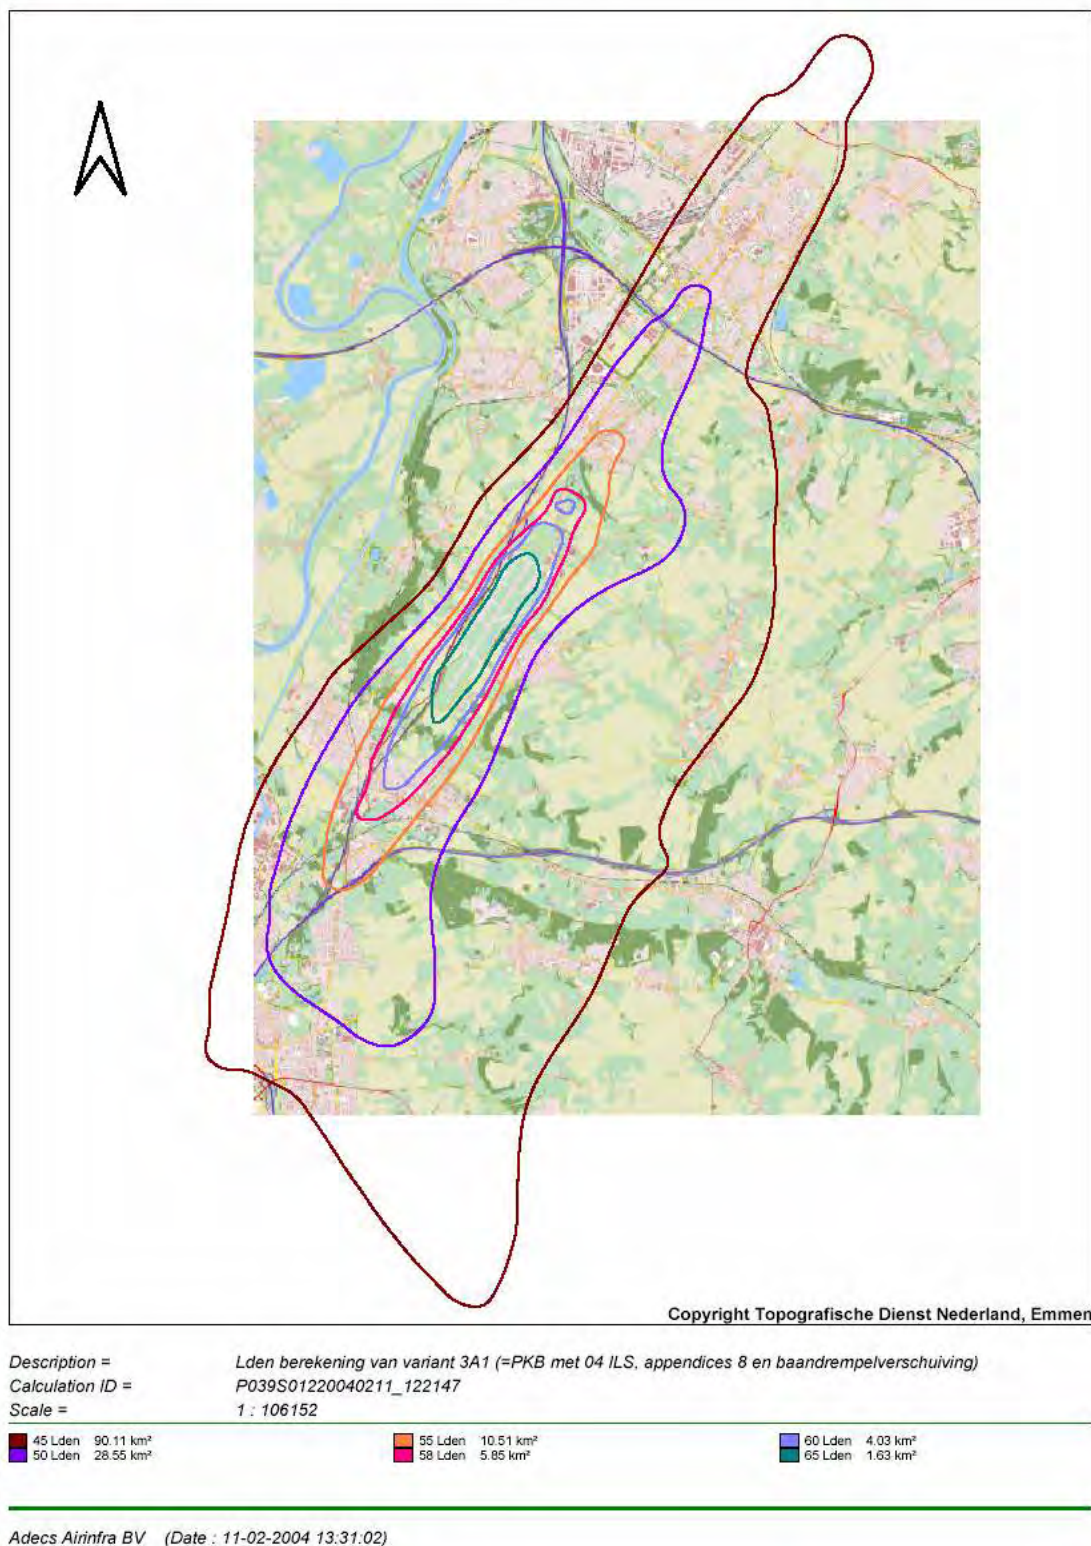 Copyright Topografische Dienst Nederland, Emmen
Description = Lden berekening van variant 3A1 (=PKB met 04 ILS, appendices 8 en baandrempelverschuiving)
Calculation ID = P039S01220040211_122147
Scale = 1 : 106152
45 Lden 90.11 km² 55 Lden 10.51 km² 60 Lden 4.03 km²
50 Lden 28.55 km² 58 Lden 5.85 km² 65 Lden 1.63 km²
Adecs Airinfra BV (Date : 11-02-2004 13:31:02)